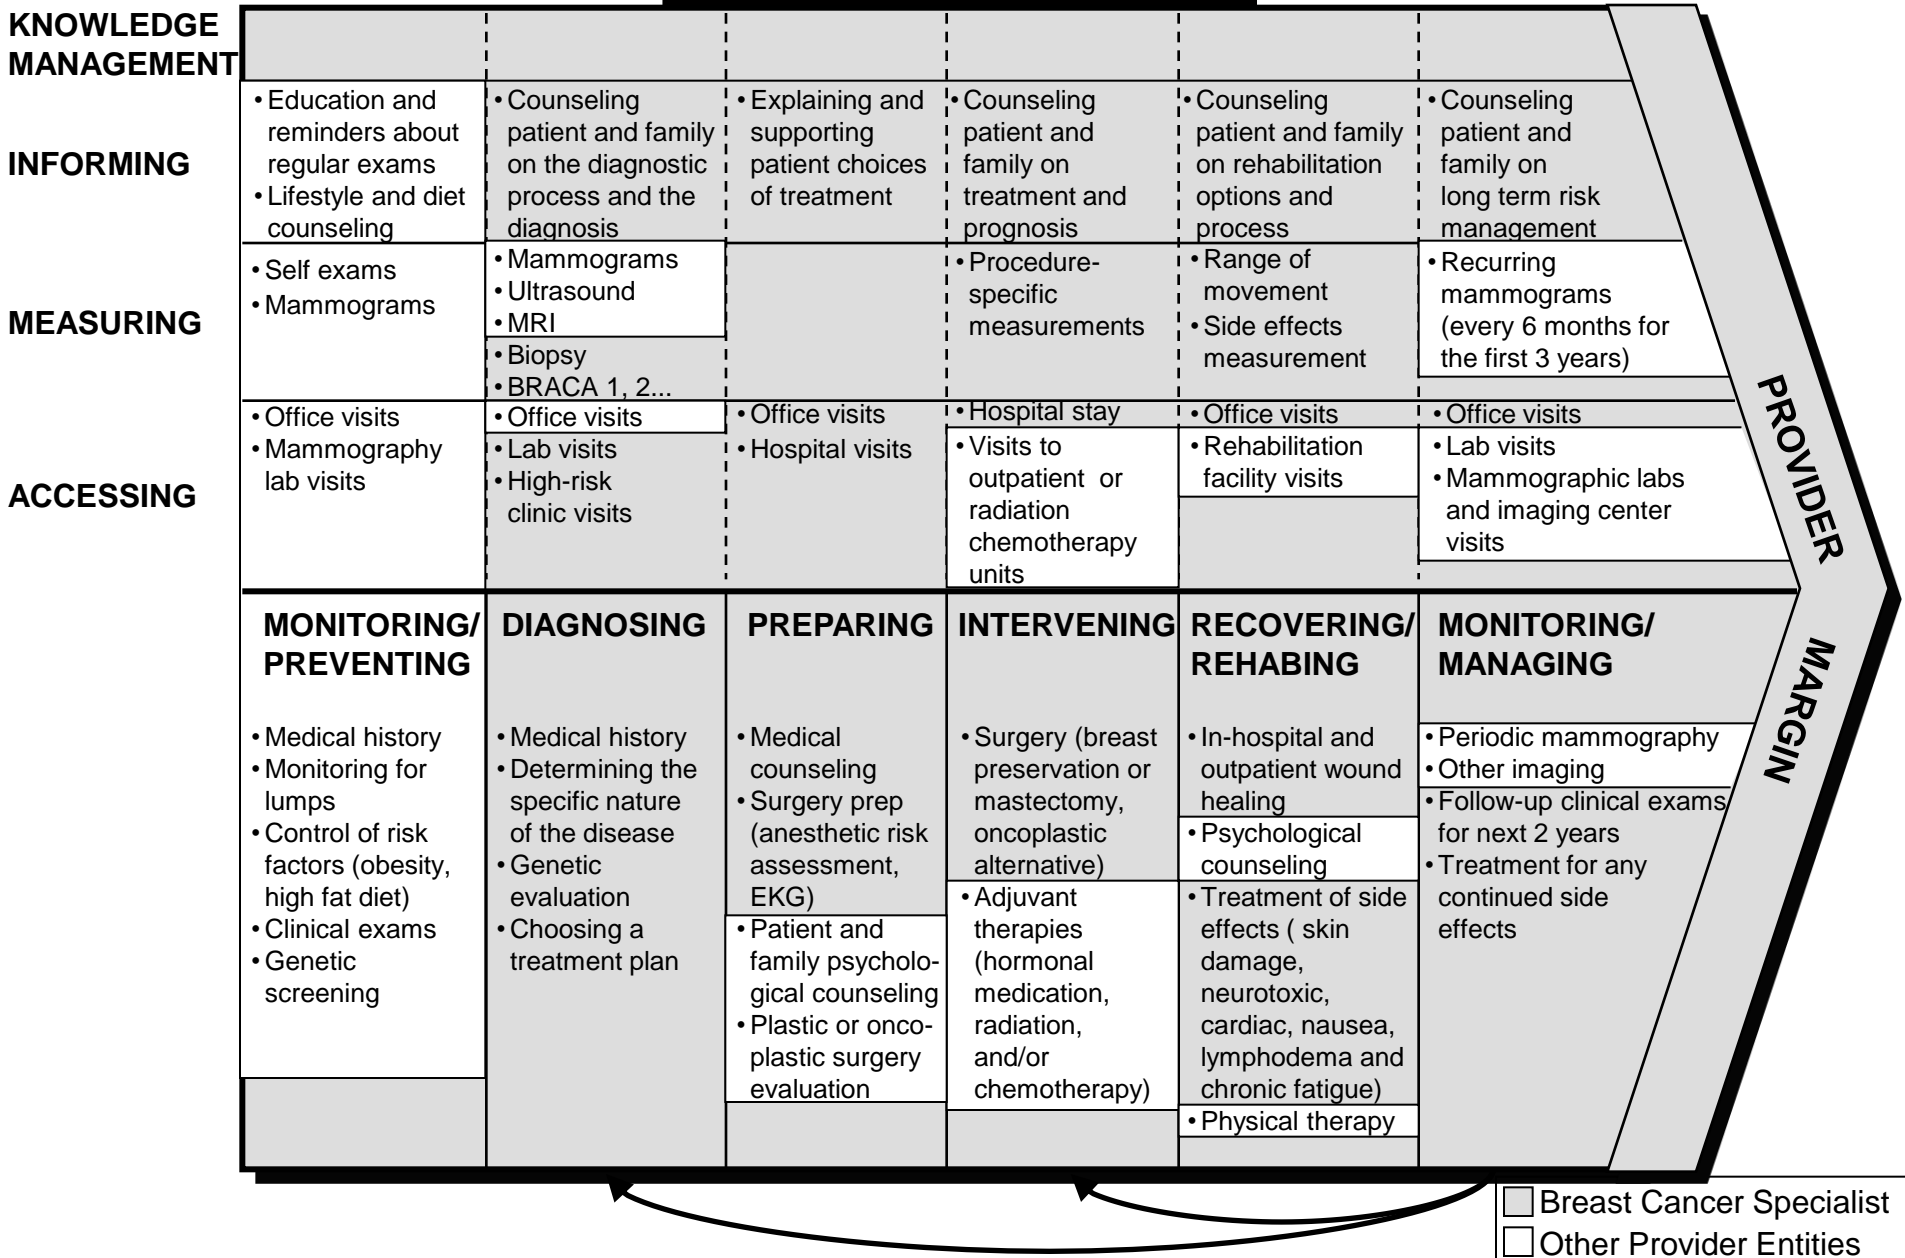 KNOWLEDGE
MANAGEMENT
INFORMING
• Education and
reminders about
regular exams
• Lifestyle and diet
counseling
• Counseling
patient and family
on the diagnostic
process and the
diagnosis
• Explaining and
supporting
patient choices
of treatment
• Counseling
patient and
family on
treatment and
prognosis
• Counseling
patient and family
on rehabilitation
options and
process
• Counseling
patient and
family on
long term risk
management
MEASURING
• Self exams
• Mammograms
• Mammograms
• Ultrasound
• MRI
• Biopsy
• BRACA 1, 2...
• Procedure-
specific
measurements
• Range of
movement
• Side effects
measurement
• Recurring
mammograms
(every 6 months for
the first 3 years)
ACCESSING
• Office visits
• Mammography
lab visits
• Office visits
• Lab visits
• High-risk
clinic visits
• Office visits
• Hospital visits
• Hospital stay
• Visits to
outpatient or
radiation
chemotherapy
units
• Office visits
• Rehabilitation
facility visits
• Office visits
• Lab visits
• Mammographic labs
and imaging center
visits
MONITORING/
PREVENTING
• Medical history
• Monitoring for
lumps
• Control of risk
factors (obesity,
high fat diet)
• Clinical exams
• Genetic
screening
DIAGNOSING
• Medical history
• Determining the
specific nature
of the disease
• Genetic
evaluation
• Choosing a
treatment plan
PREPARING
• Medical
counseling
• Surgery prep
(anesthetic risk
assessment,
EKG)
• Patient and
family psycholo-
gical counseling
• Plastic or onco-
plastic surgery
evaluation
INTERVENING
• Surgery (breast
preservation or
mastectomy,
oncoplastic
alternative)
• Adjuvant
therapies
(hormonal
medication,
radiation,
and/or
chemotherapy)
RECOVERING/
REHABING
• In-hospital and
outpatient wound
healing
• Psychological
counseling
• Treatment of side
effects ( skin
damage,
neurotoxic,
cardiac, nausea,
lymphodema and
chronic fatigue)
• Physical therapy
MONITORING/
MANAGING
• Periodic mammography
• Other imaging
• Follow-up clinical exams
for next 2 years
• Treatment for any
continued side
effects
PROVIDER
MARGIN
Breast Cancer Specialist
Other Provider Entities